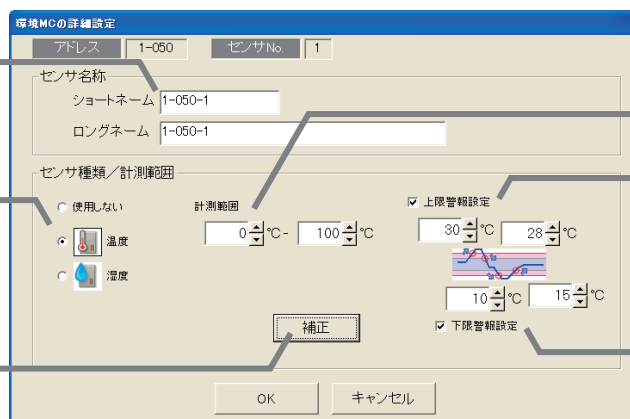 環境MCの詳細設定
アドレス 1-050 センサNo. 1
センサ名称
ショートネーム 1-050-1
ロングネーム 1-050-1
センサ種類／計測範囲
使用しない 計測範囲 上限警報設定
0 ℃- 100 ℃ 30 ℃ 28 ℃
温度
湿度
10 ℃ 15 ℃
補正 下限警報設定
OK キャンセル